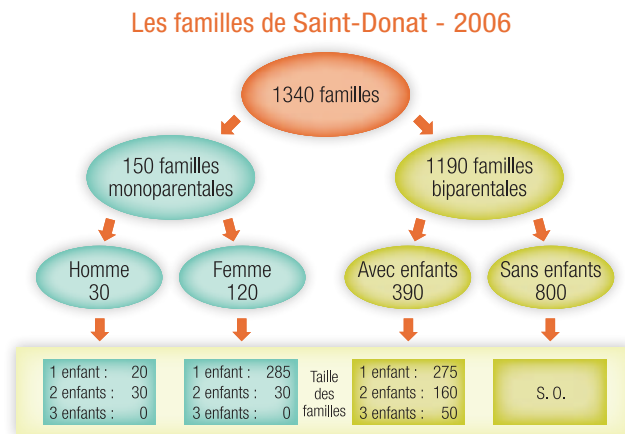 Les familles de Saint-Donat - 2006
1340 familles
150 familles
monoparentales
1190 familles
biparentales
Homme
30
Femme
120
Avec enfants
390
Sans enfants
800
1 enfant : 20
2 enfants : 30
3 enfants : 0
1 enfant : 285
2 enfants : 30
3 enfants : 0
Taille
des
familles
1 enfant : 275
2 enfants : 160
3 enfants : 50
S. O.